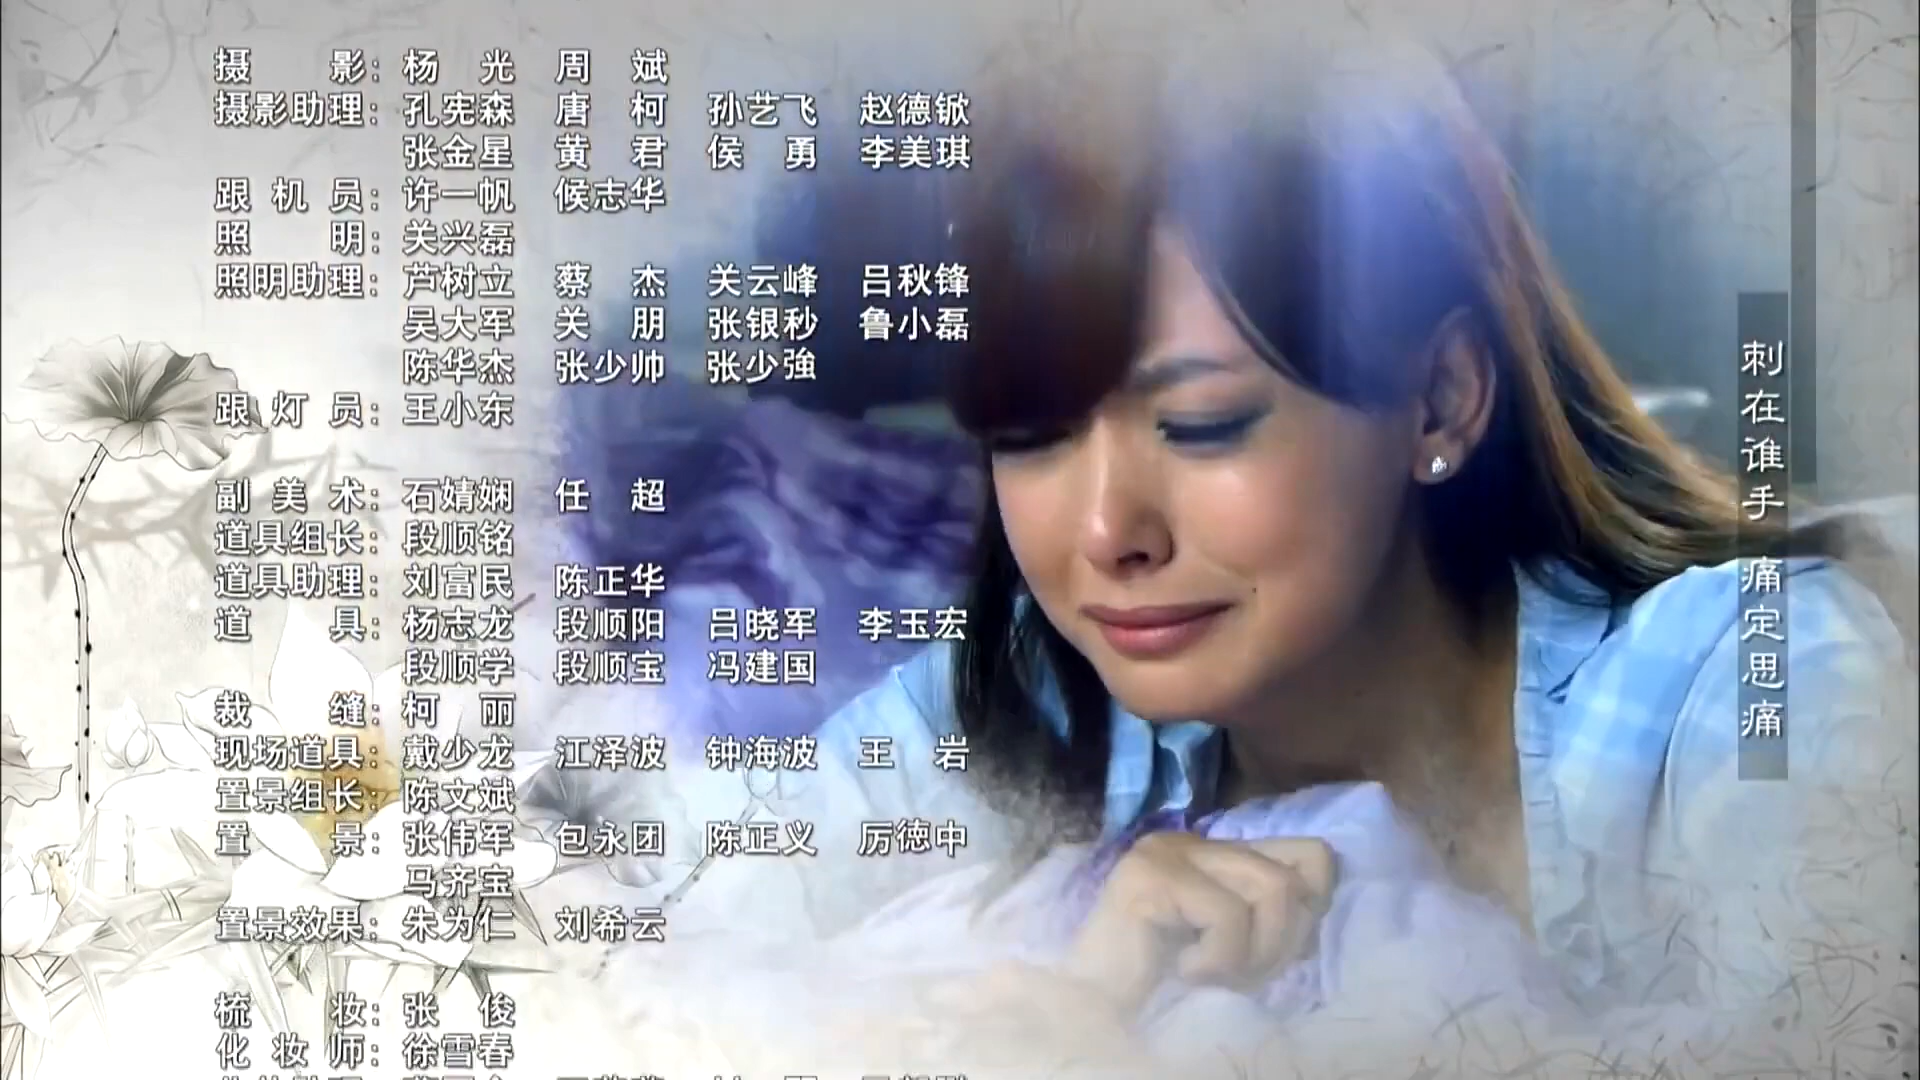 摄影：杨光 周斌
摄影助理：孔宪森 唐柯 孙艺飞 赵德锨
张金星 黄君 侯勇 李美琪
跟机员：许一帆 候志华
照明：关兴磊
照明助理：芦树立 蔡杰 关云峰 吕秋锋
吴大军 关朋 张银秒 鲁小磊
陈华杰 张少帅 张少強
跟灯员：王小东
副美术：石婧娴 任超
道具组长：段顺铭
道具助理：刘富民 陈正华
道具：杨志龙 段顺阳 吕晓军 李玉宏
段顺学 段顺宝 冯建国
裁缝：柯丽
现场道具：戴少龙 江泽波 钟海波 王岩
置景组长：陈文斌
置景：张伟军 包永团 陈正义 厉德中
马齐宝
置景效果：朱为仁 刘希云
梳妆：张俊
化妆师：徐雪春
刺在谁手 痛定思痛